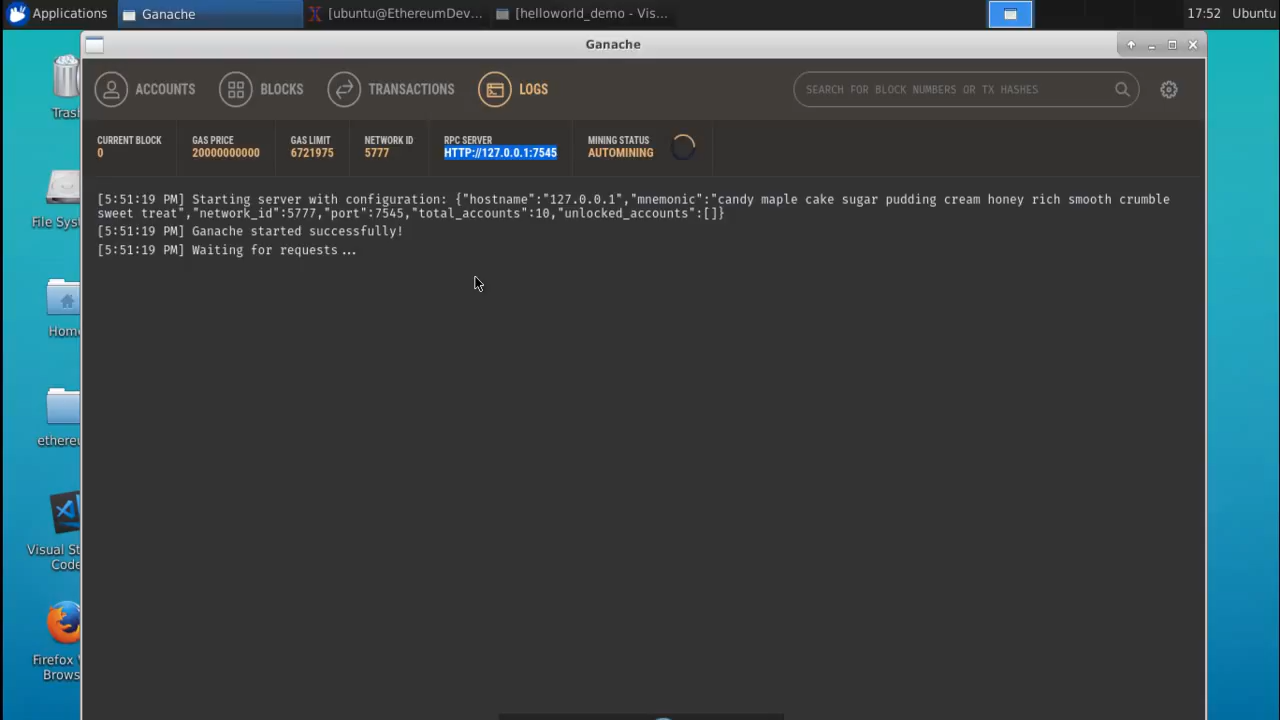 Applications
Ganache
[ubuntu@EthereumDev...
[helloworld_demo - Vis...
17:52
Ubuntu
Ganache
ACCOUNTS
BLOCKS
TRANSACTIONS
LOGS
SEARCH FOR BLOCK NUMBERS OR TX HASHES
CURRENT BLOCK
0
GAS PRICE
20000000000
GAS LIMIT
6721975
NETWORK ID
5777
RPC SERVER
HTTP://127.0.0.1:7545
MINING STATUS
AUTOMINING
[5:51:19 PM] Starting server with configuration: {"hostname":"127.0.0.1","mnemonic":"candy maple cake sugar pudding cream honey rich smooth crumble
sweet treat","network_id":5777,"port":7545,"total_accounts":10,"unlocked_accounts":[]}
[5:51:19 PM] Ganache started successfully!
[5:51:19 PM] Waiting for requests...
Trash
File Sys
Home
ethereu
Visual St
Code
Firefox W
Brows